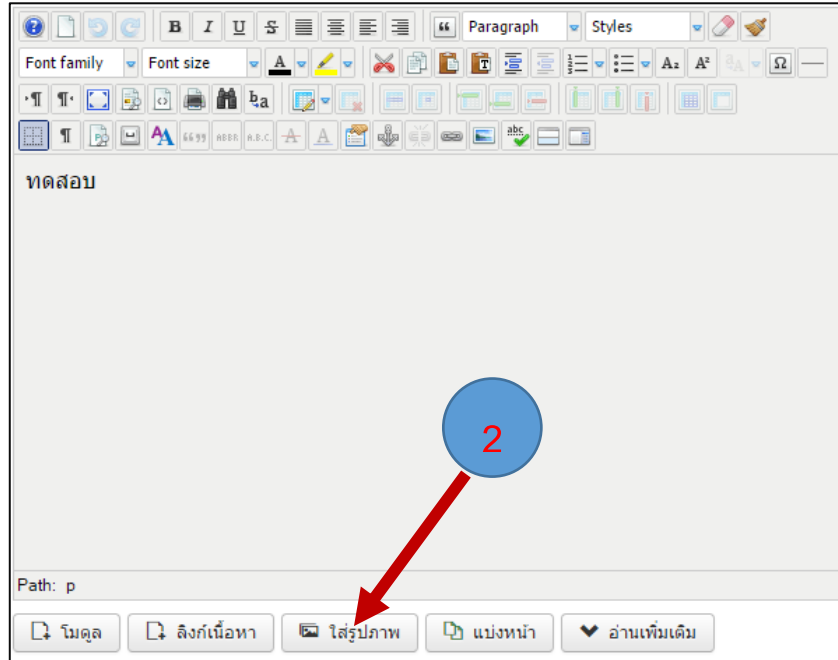 Paragraph Styles
Font family Font size
ทดสอบ
2
Path: p
โมดูล ลิงก์เนื้อหา ใส่รูปภาพ แบ่งหน้า อ่านเพิ่มเติม